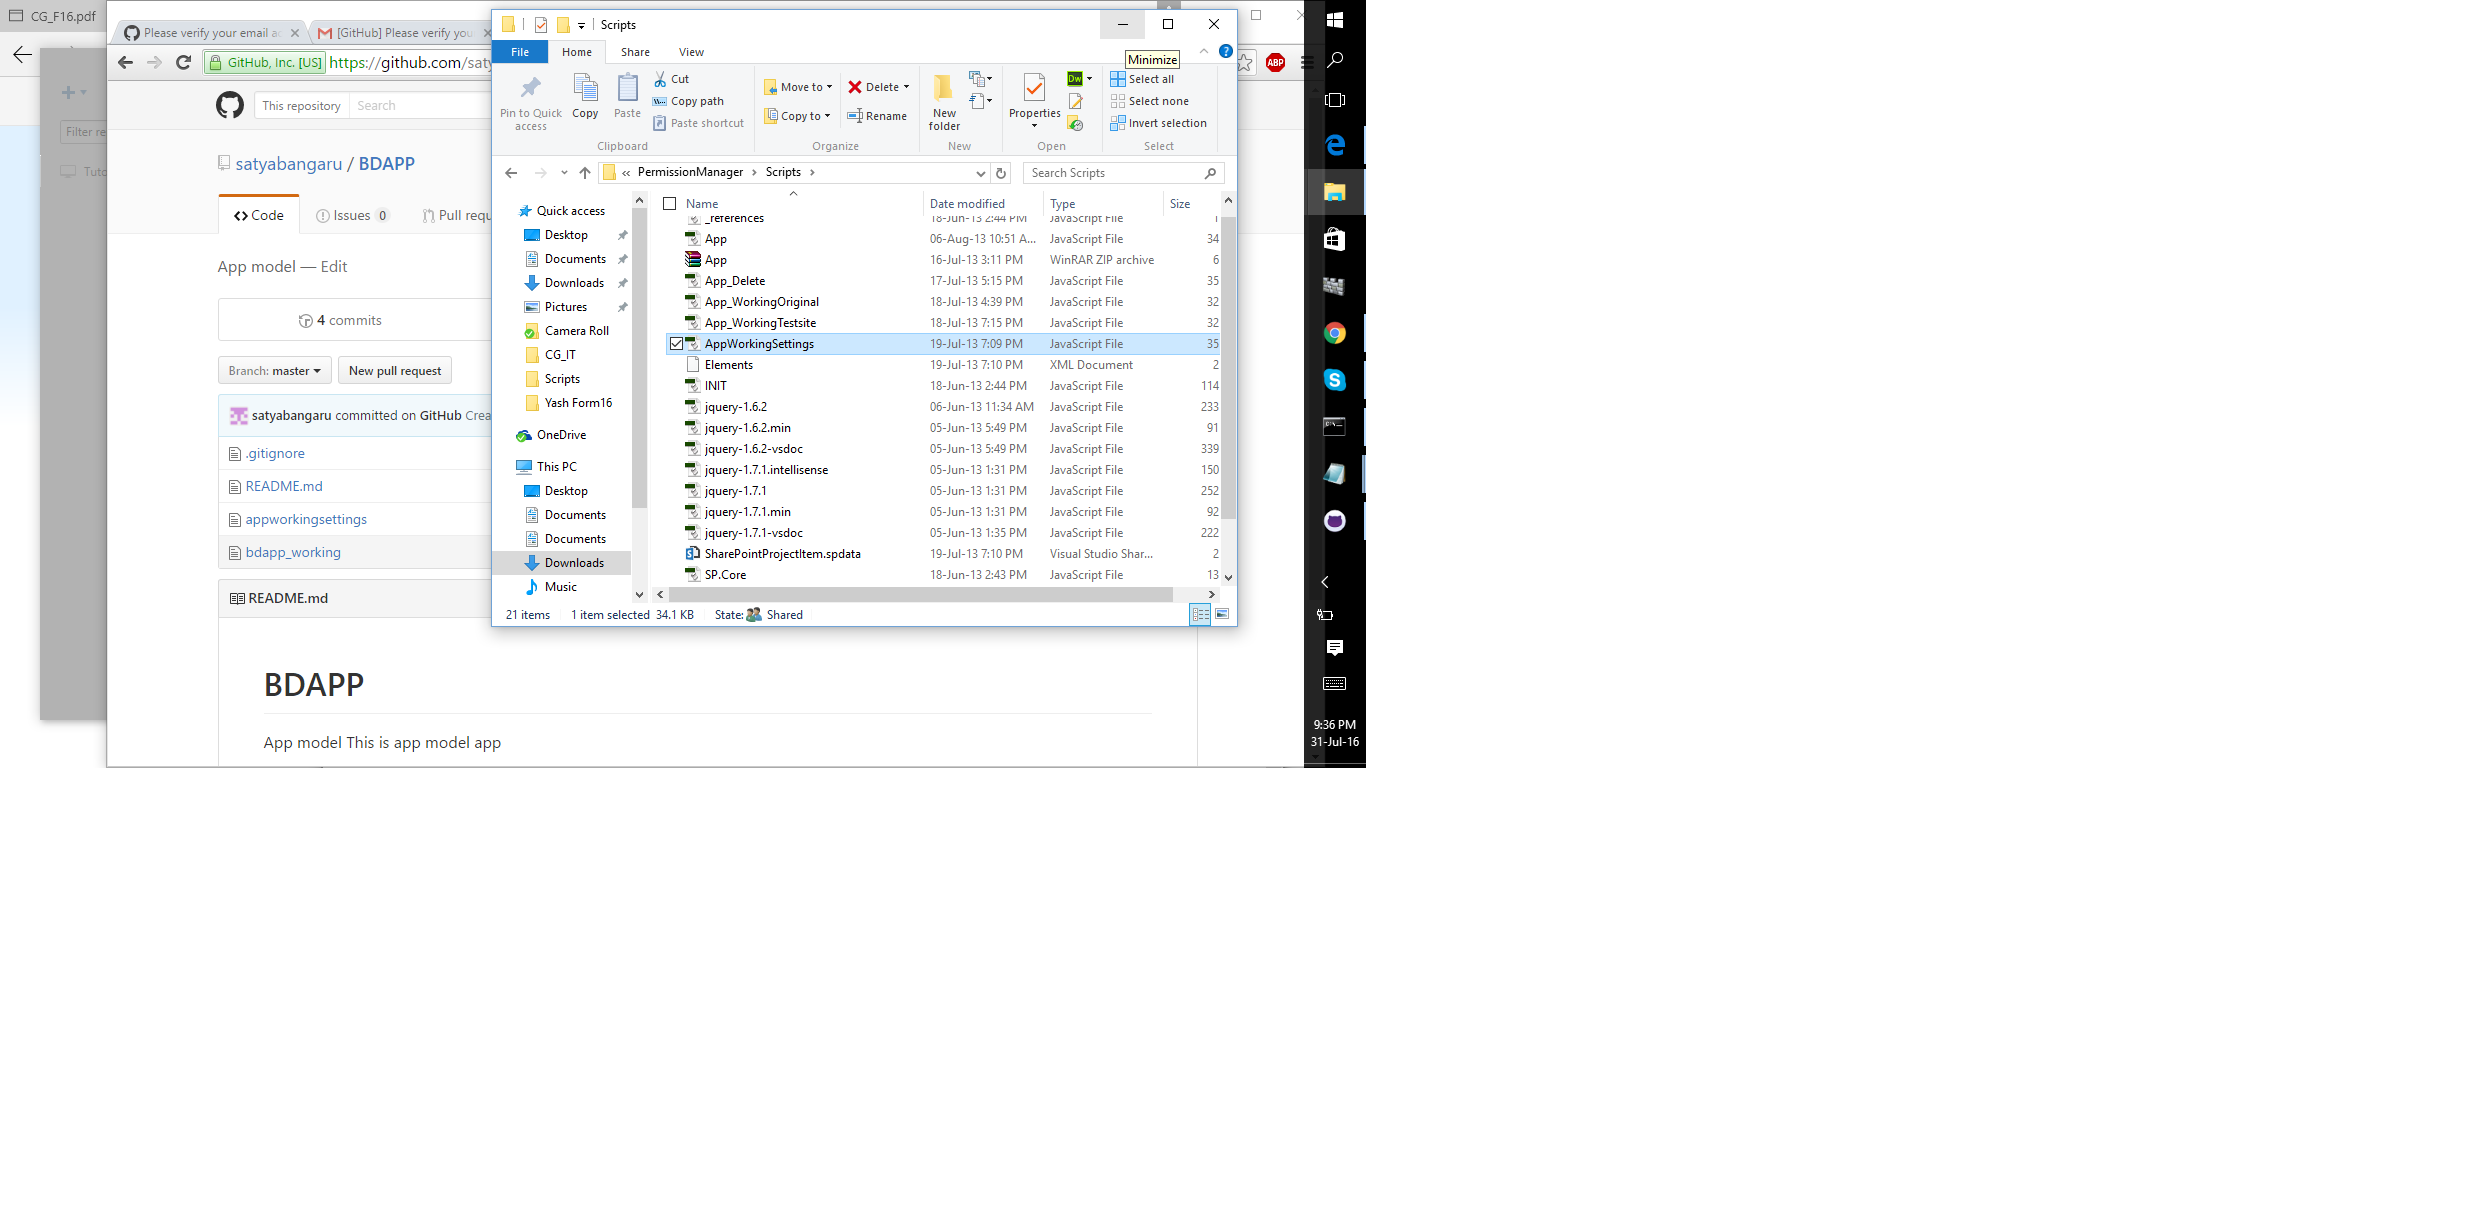 CG_F16.pdf
Please verify your email a
[GitHub] Please verify you
GitHub, Inc. [US]
https://github.com/saty
This repository
Search
Filter re
Tuto
satyabangaru / BDAPP
Code
Issues 0
Pull requ
App model — Edit
4 commits
Branch: master
New pull request
satyabangaru committed on GitHub Crea
.gitignore
README.md
appworkingsettings
bdapp_working
README.md
BDAPP
App model This is app model app
Scripts
Minimize
File Home Share View
Pin to Quick access
Copy
Paste
Cut
Copy path
Paste shortcut
Clipboard
Move to
Copy to
Delete
Rename
Organize
New folder
New
Properties
Open
Select all
Select none
Invert selection
Select
« PermissionManager › Scripts ›
Search Scripts
Quick access
Desktop
Documents
Downloads
Pictures
Camera Roll
CG_IT
Scripts
Yash Form16
OneDrive
This PC
Desktop
Documents
Documents
Downloads
Music
Name Date modified Type Size
_references 18-Jun-13 2:44 PM JavaScript File 1
App 06-Aug-13 10:51 A... JavaScript File 34
App 16-Jul-13 3:11 PM WinRAR ZIP archive 6
App_Delete 17-Jul-13 5:15 PM JavaScript File 35
App_WorkingOriginal 18-Jul-13 4:39 PM JavaScript File 32
App_WorkingTestsite 18-Jul-13 7:15 PM JavaScript File 32
AppWorkingSettings 19-Jul-13 7:09 PM JavaScript File 35
Elements 19-Jul-13 7:10 PM XML Document 2
INIT 18-Jun-13 2:44 PM JavaScript File 114
jquery-1.6.2 06-Jun-13 11:34 AM JavaScript File 233
jquery-1.6.2.min 05-Jun-13 5:49 PM JavaScript File 91
jquery-1.6.2-vsdoc 05-Jun-13 5:49 PM JavaScript File 339
jquery-1.7.1.intellisense 05-Jun-13 1:31 PM JavaScript File 150
jquery-1.7.1 05-Jun-13 1:31 PM JavaScript File 252
jquery-1.7.1.min 05-Jun-13 1:31 PM JavaScript File 92
jquery-1.7.1-vsdoc 05-Jun-13 1:35 PM JavaScript File 222
SharePointProjectItem.spdata 19-Jul-13 7:10 PM Visual Studio Shar... 2
SP.Core 18-Jun-13 2:43 PM JavaScript File 13
21 items 1 item selected 34.1 KB State: Shared
ABP
Dw
9:36 PM
31-Jul-16